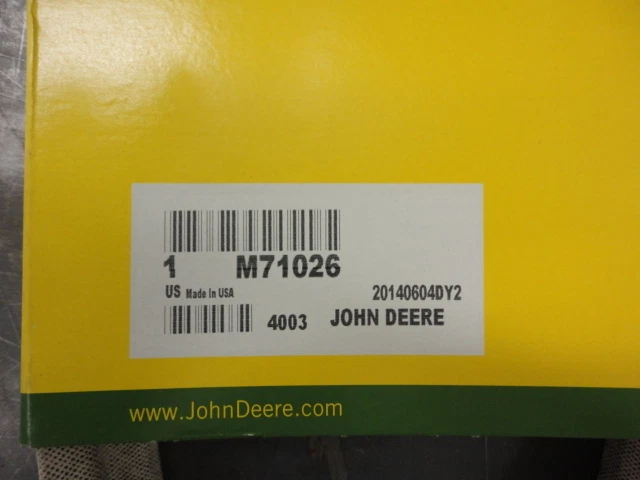 1 M71026
US Made In USA 20140604DY2
4003 JOHN DEERE
www.JohnDeere.com